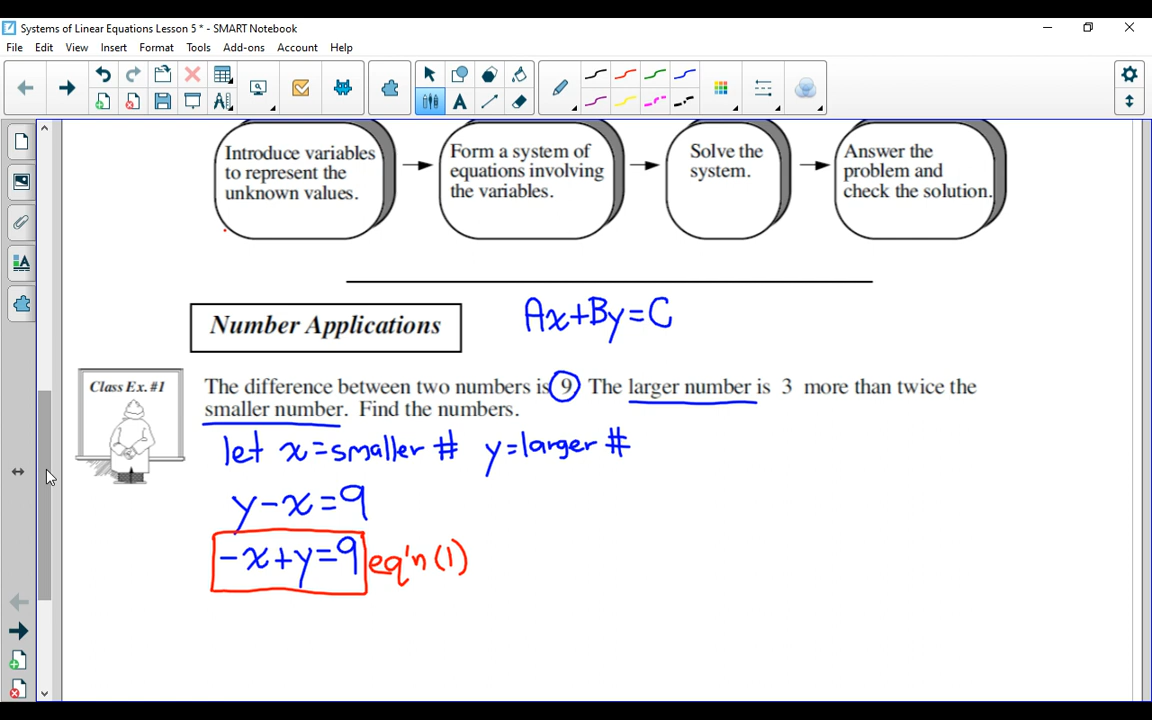 Systems of Linear Equations Lesson 5 * - SMART Notebook
File Edit View Insert Format Tools Add-ons Account Help
Introduce variables
to represent the
unknown values.
Form a system of
equations involving
the variables.
Solve the
system.
Answer the
problem and
check the solution.
Number Applications
Ax+By=C
Class Ex. #1
The difference between two numbers is 9 The larger number is 3 more than twice the
smaller number. Find the numbers.
let x=smaller # y=larger #
y-x=9
-x+y=9 eq'n (1)